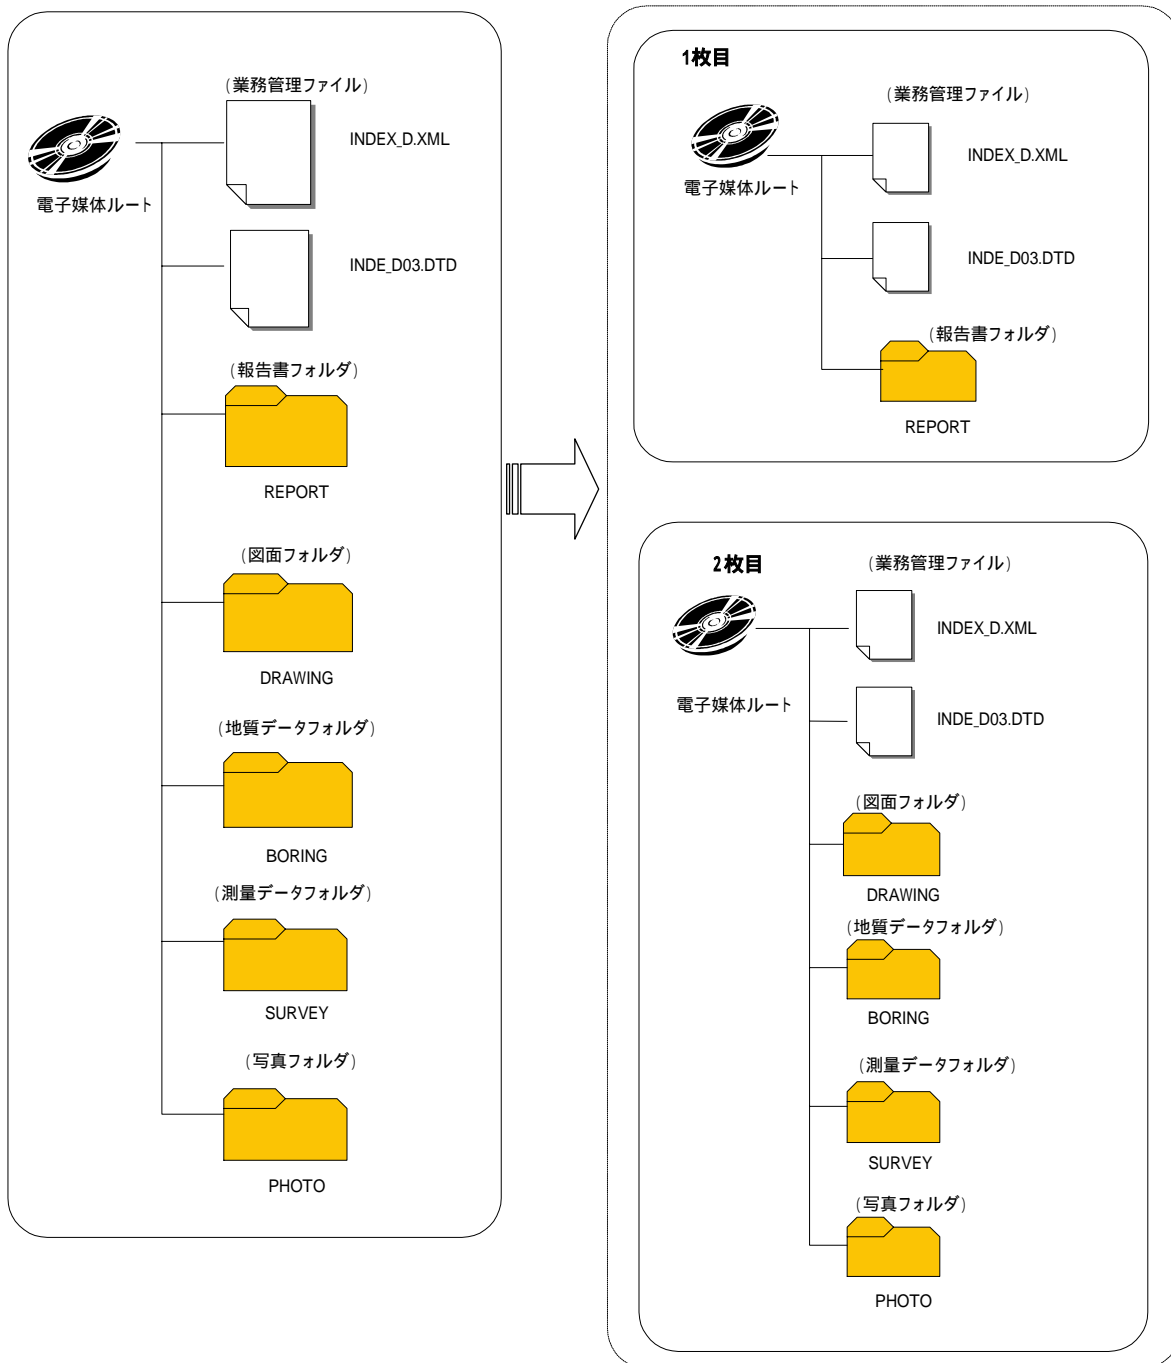 (業務管理ファイル)
INDEX_D.XML
電子媒体ルート
INDE_D03.DTD
(報告書フォルダ)
REPORT
(図面フォルダ)
DRAWING
(地質データフォルダ)
BORING
(測量データフォルダ)
SURVEY
(写真フォルダ)
PHOTO
1枚目
(業務管理ファイル)
INDEX_D.XML
電子媒体ルート
INDE_D03.DTD
(報告書フォルダ)
REPORT
2枚目
(業務管理ファイル)
INDEX_D.XML
電子媒体ルート
INDE_D03.DTD
(図面フォルダ)
DRAWING
(地質データフォルダ)
BORING
(測量データフォルダ)
SURVEY
(写真フォルダ)
PHOTO